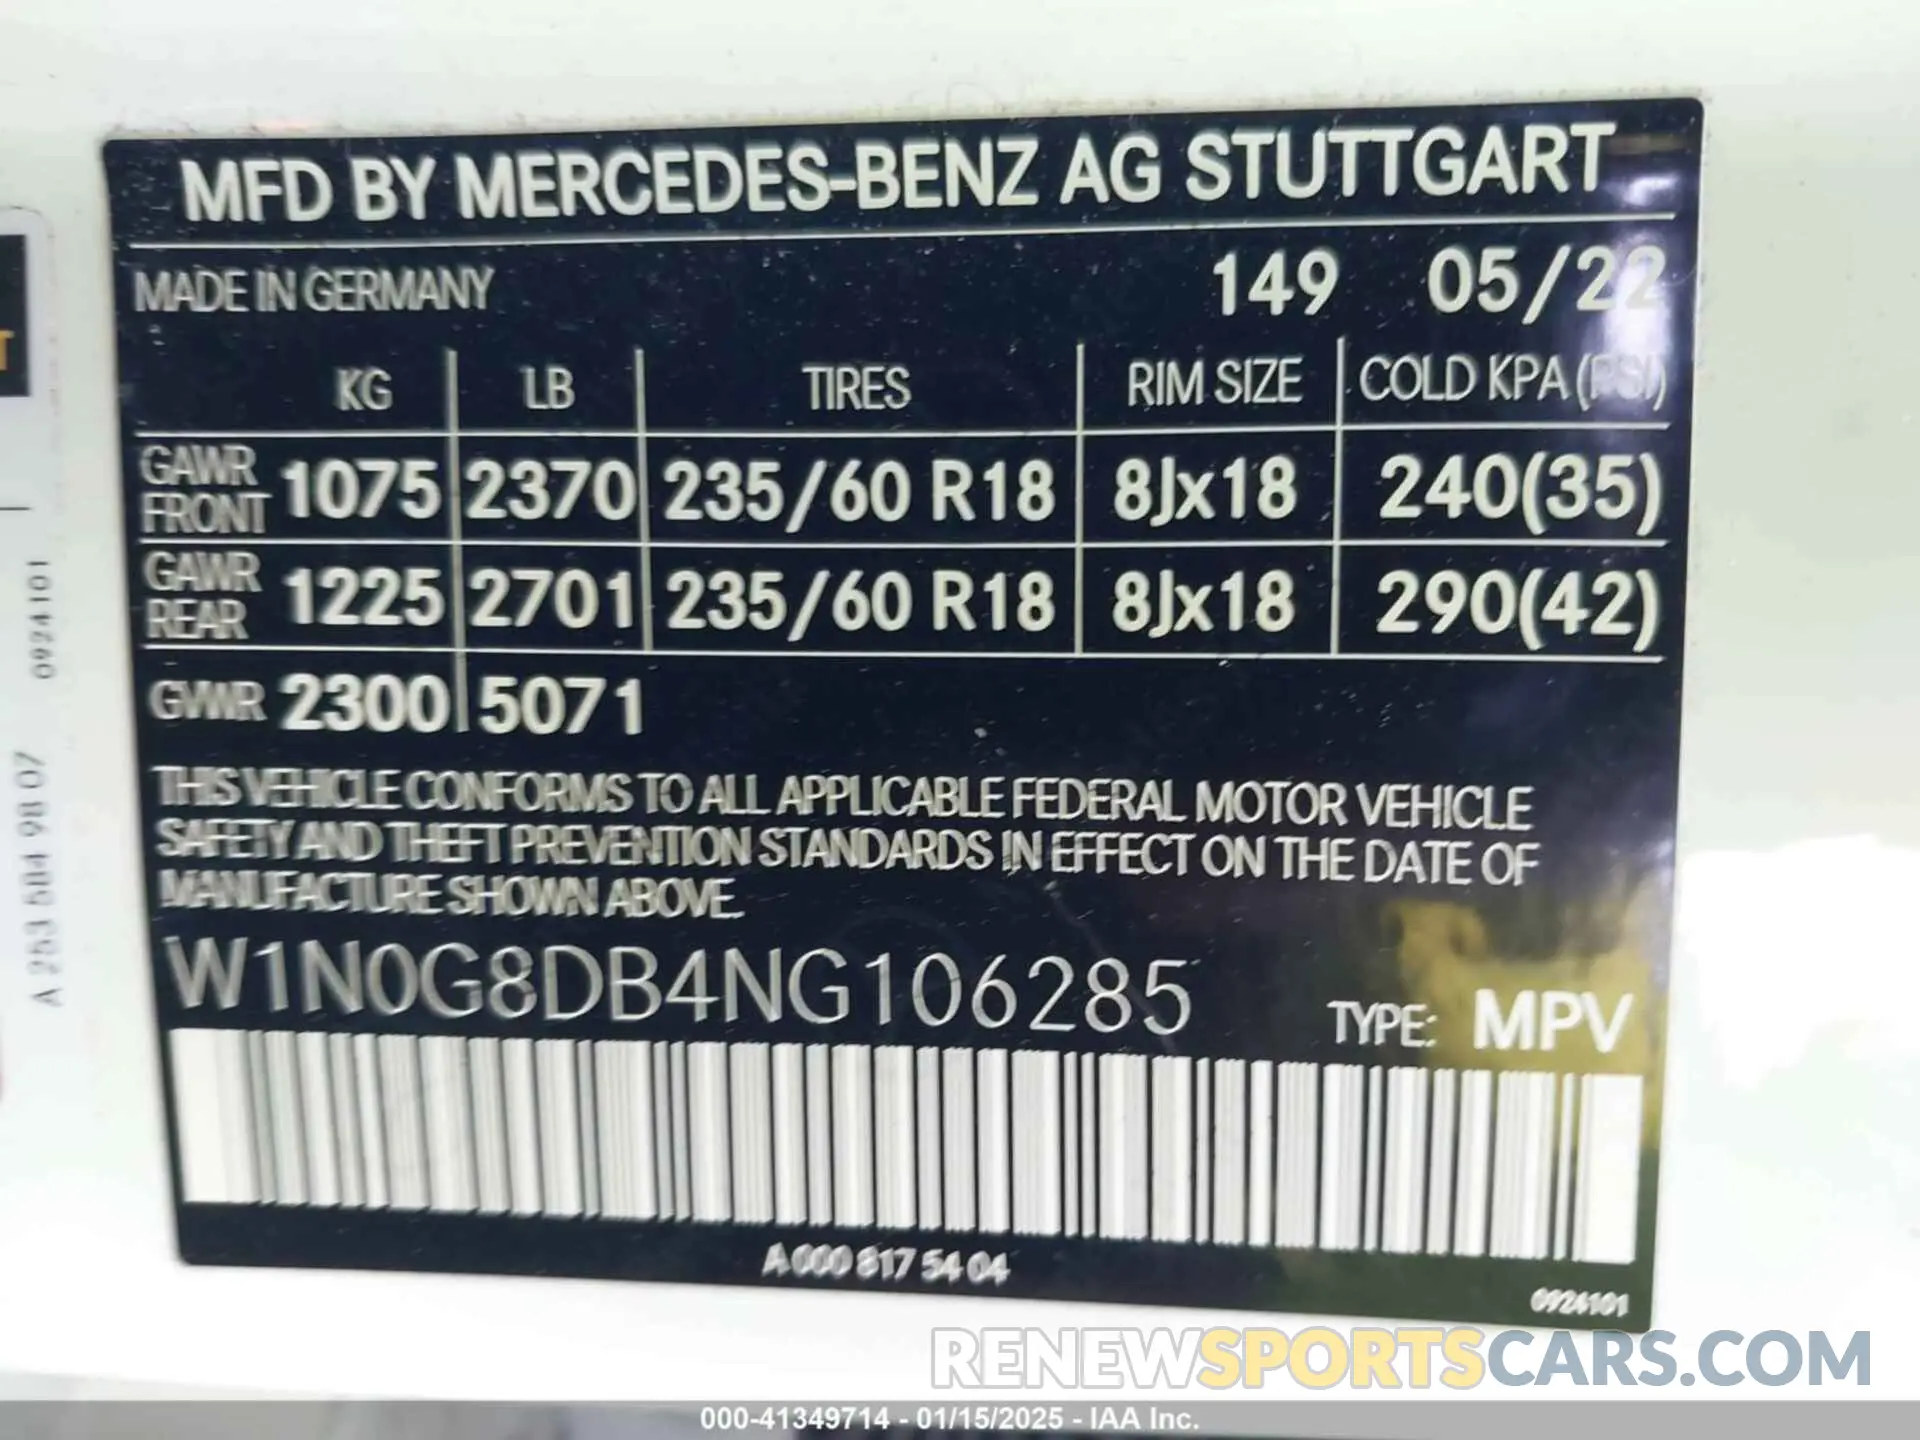 MFD BY MERCEDES-BENZ AG STUTTGART
MADE IN GERMANY 149 05/22
KG LB TIRES RIM SIZE COLD KPA (PSI)
GAWR FRONT 1075 2370 235/60 R18 8Jx18 240(35)
GAWR REAR 1225 2701 235/60 R18 8Jx18 290(42)
GVWR 2300 5071
THIS VEHICLE CONFORMS TO ALL APPLICABLE FEDERAL MOTOR VEHICLE
SAFETY AND THEFT PREVENTION STANDARDS IN EFFECT ON THE DATE OF
MANUFACTURE SHOWN ABOVE.
W1N0G8DB4NG106285 TYPE: MPV
A 000 817 54 04
0924101
A 253 584 98 07 0924101
T
RENEWSPORTSCARS.COM
000-41349714 - 01/15/2025 - IAA Inc.